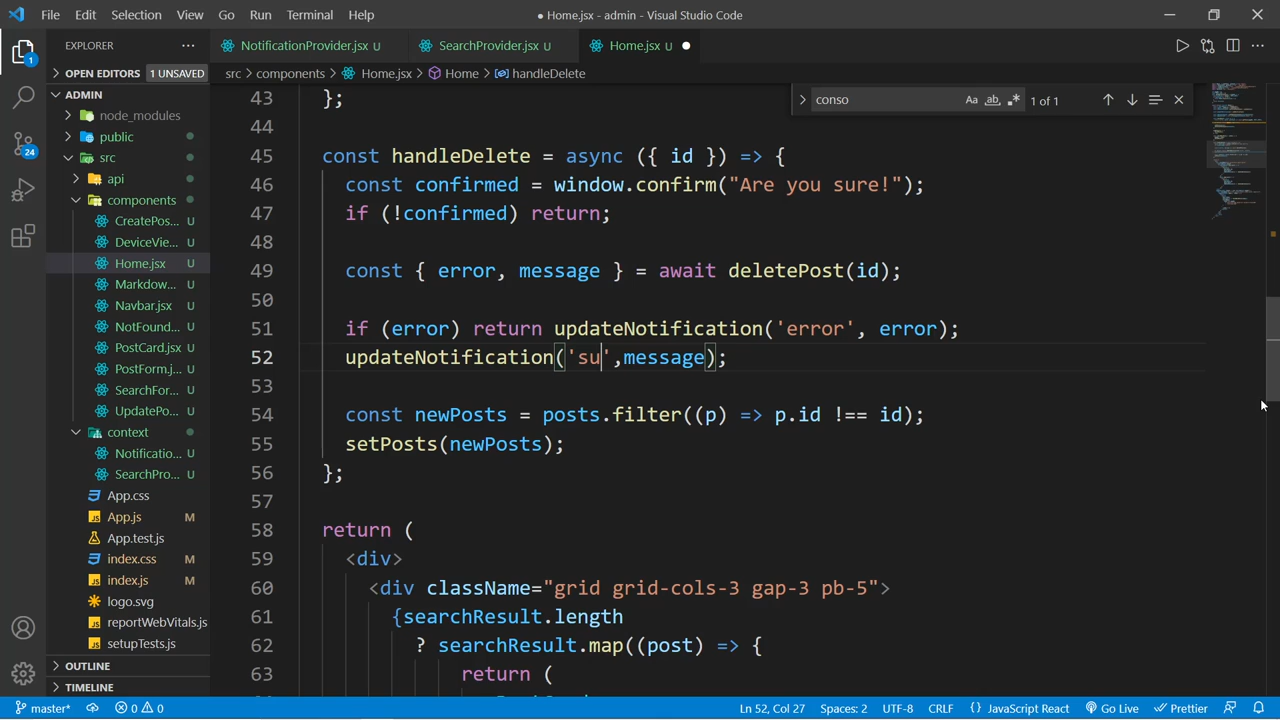 File Edit Selection View Go Run Terminal Help
● Home.jsx - admin - Visual Studio Code
EXPLORER
OPEN EDITORS 1 UNSAVED
ADMIN
node_modules
public
src
api
components
CreatePos... U
DeviceVie... U
Home.jsx U
Markdow... U
Navbar.jsx U
NotFound... U
PostCard.jsx U
PostForm.j... U
SearchFor... U
UpdatePo... U
context
Notificatio... U
SearchPro... U
App.css
App.js M
App.test.js
index.css M
index.js M
logo.svg
reportWebVitals.js
setupTests.js
OUTLINE
TIMELINE
1
24
NotificationProvider.jsx U
SearchProvider.jsx U
Home.jsx U ●
src > components > Home.jsx > Home > handleDelete
conso Aa ab 1 of 1
43 };
44
45 const handleDelete = async ({ id }) => {
46 const confirmed = window.confirm("Are you sure!");
47 if (!confirmed) return;
48
49 const { error, message } = await deletePost(id);
50
51 if (error) return updateNotification('error', error);
52 updateNotification('su',message);
53
54 const newPosts = posts.filter((p) => p.id !== id);
55 setPosts(newPosts);
56 };
57
58 return (
59 <div>
60 <div className="grid grid-cols-3 gap-3 pb-5">
61 {searchResult.length
62 ? searchResult.map((post) => {
63 return (
master* 0 0 Ln 52, Col 27 Spaces: 2 UTF-8 CRLF JavaScript React Go Live Prettier